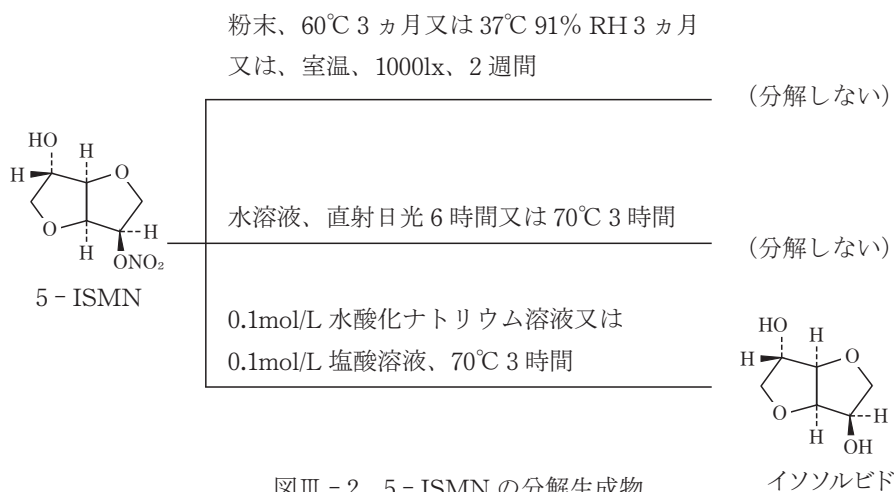 粉末、60℃ 3 ヵ月又は 37℃ 91% RH 3 ヵ月
又は、室温、1000lx、2 週間
(分解しない)
HO
H
H
O
O
H
H
ONO₂
5 - ISMN
水溶液、直射日光 6 時間又は 70℃ 3 時間
(分解しない)
0.1mol/L 水酸化ナトリウム溶液又は
0.1mol/L 塩酸溶液、70℃ 3 時間
HO
H
H
O
O
H
H
OH
イソソルビド
図Ⅲ - 2 5 - ISMN の分解生成物